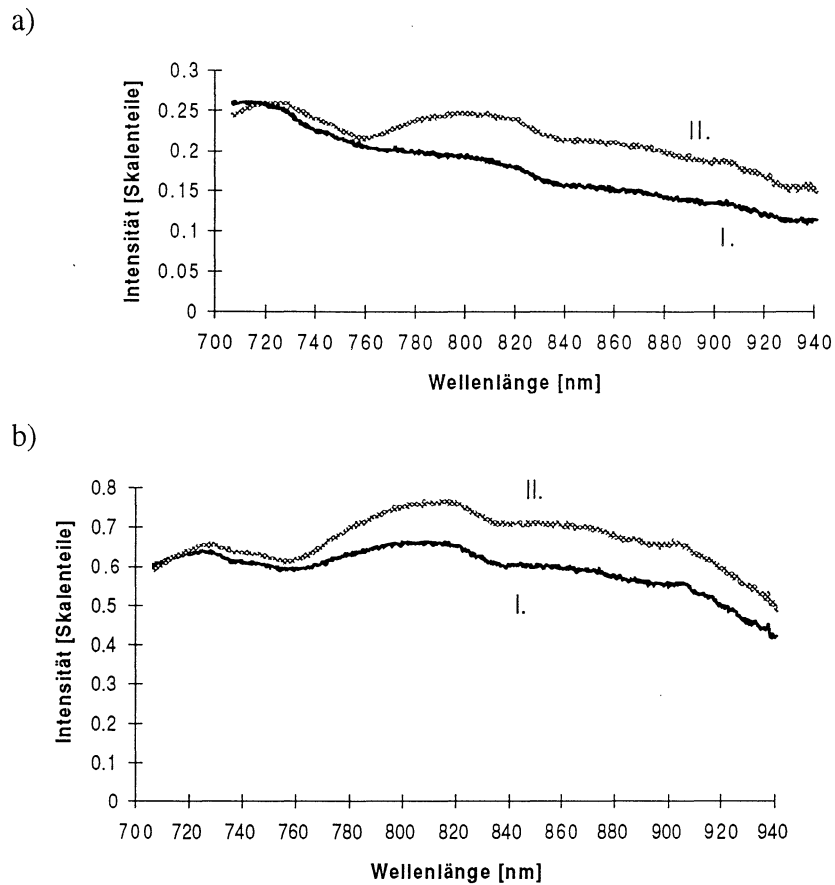 a)
Intensität [Skalenteile]
0.3
0.25
0.2
0.15
0.1
0.05
0
II.
I.
700 720 740 760 780 800 820 840 860 880 900 920 940
Wellenlänge [nm]
b)
Intensität [Skalenteile]
0.8
0.7
0.6
0.5
0.4
0.3
0.2
0.1
0
II.
I.
700 720 740 760 780 800 820 840 860 880 900 920 940
Wellenlänge [nm]